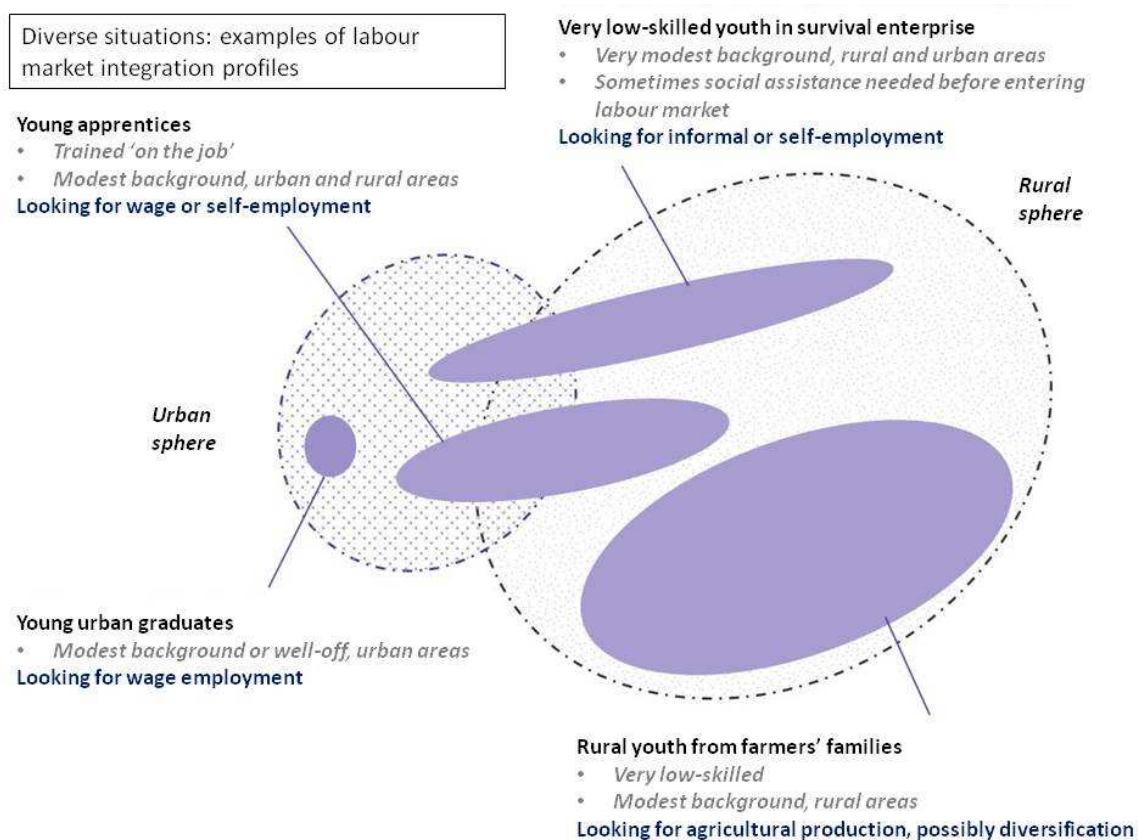 Diverse situations: examples of labour
market integration profiles
Very low-skilled youth in survival enterprise
• Very modest background, rural and urban areas
• Sometimes social assistance needed before entering
labour market
Looking for informal or self-employment
Young apprentices
• Trained ‘on the job’
• Modest background, urban and rural areas
Looking for wage or self-employment
Rural
sphere
Urban
sphere
Young urban graduates
• Modest background or well-off, urban areas
Looking for wage employment
Rural youth from farmers’ families
• Very low-skilled
• Modest background, rural areas
Looking for agricultural production, possibly diversification